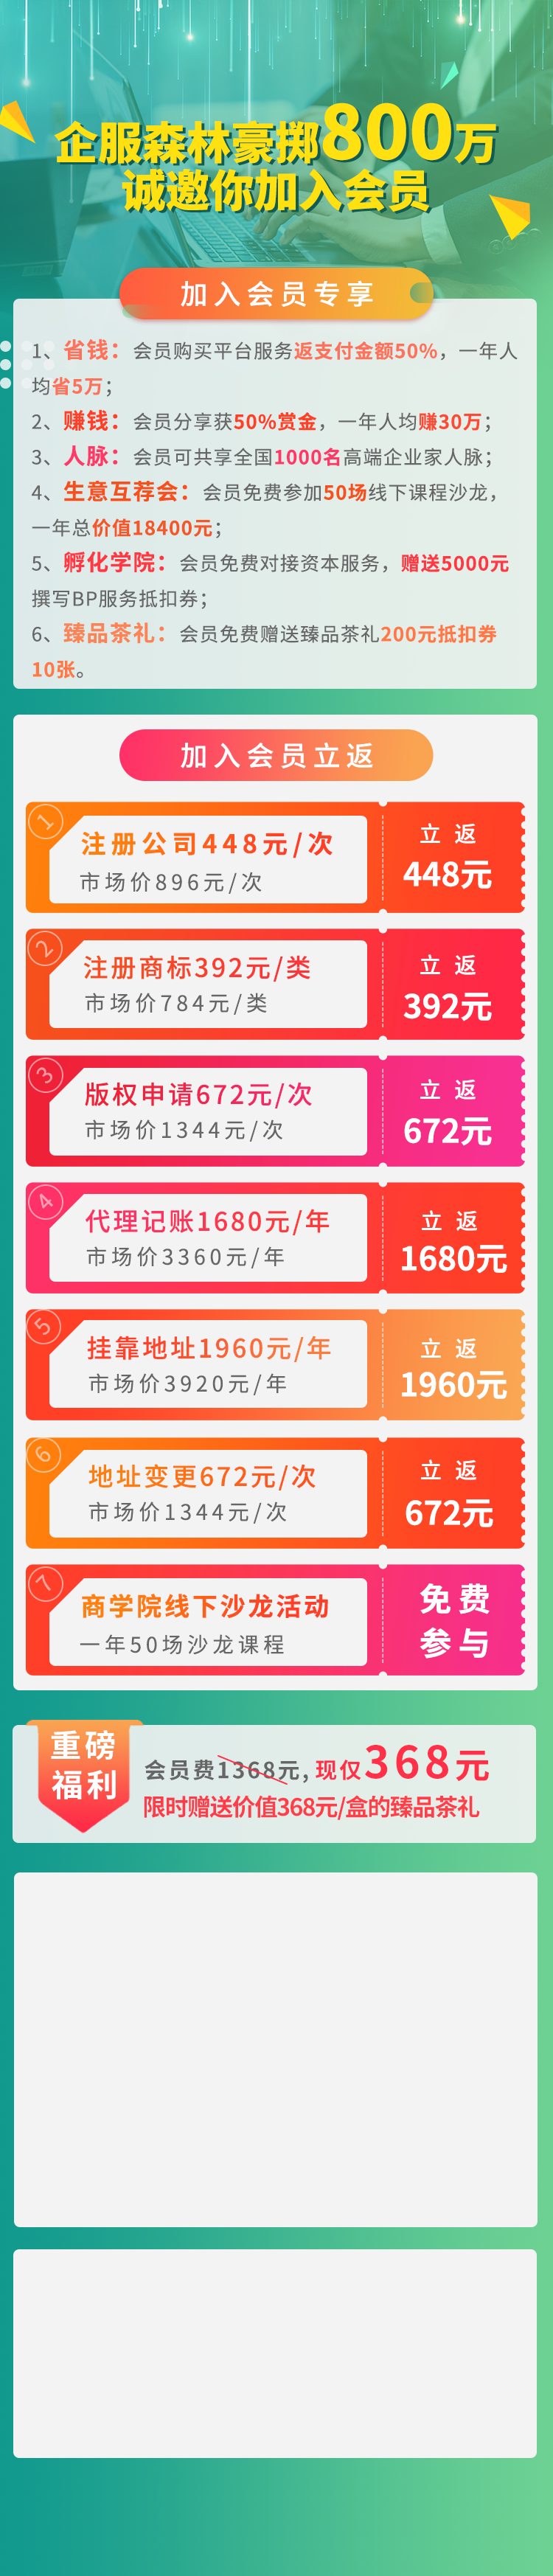 企服森林豪掷800万
诚邀你加入会员
加入会员专享
1、省钱：会员购买平台服务返支付金额50%，一年人
均省5万；
2、赚钱：会员分享获50%赏金，一年人均赚30万；
3、人脉：会员可共享全国1000名高端企业家人脉；
4、生意互荐会：会员免费参加50场线下课程沙龙，
一年总价值18400元；
5、孵化学院：会员免费对接资本服务，赠送5000元
撰写BP服务抵扣券；
6、臻品茶礼：会员免费赠送臻品茶礼200元抵扣券
10张。
加入会员立返
1
注册公司448元/次
市场价896元/次
立 返
448元
2
注册商标392元/类
市场价784元/类
立 返
392元
3
版权申请672元/次
市场价1344元/次
立 返
672元
4
代理记账1680元/年
市场价3360元/年
立 返
1680元
5
挂靠地址1960元/年
市场价3920元/年
立 返
1960元
6
地址变更672元/次
市场价1344元/次
立 返
672元
7
商学院线下沙龙活动
一年50场沙龙课程
免费
参与
重磅
福利
会员费1368元, 现仅368元
限时赠送价值368元/盒的臻品茶礼